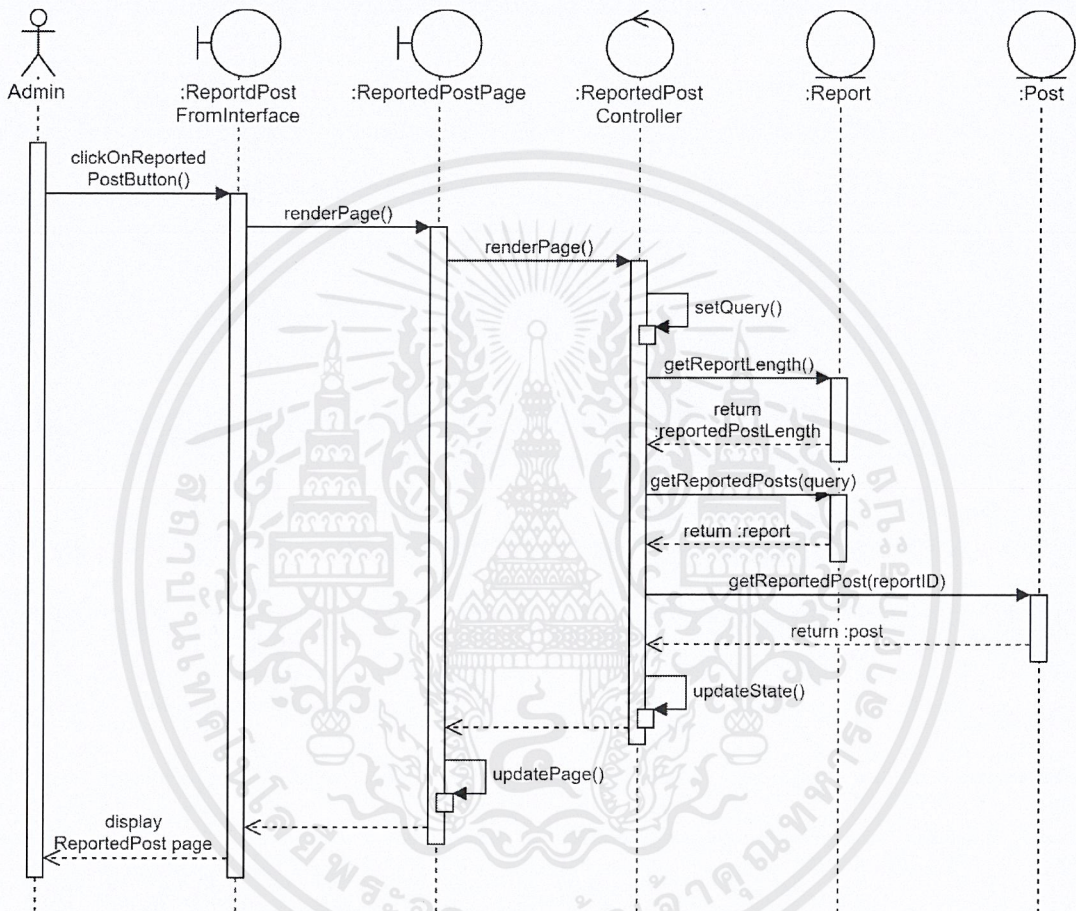 Admin
:ReportdPost
FromInterface
:ReportedPostPage
:ReportedPost
Controller
:Report
:Post
clickOnReported
PostButton()
renderPage()
renderPage()
setQuery()
getReportLength()
return
:reportedPostLength
getReportedPosts(query)
return :report
getReportedPost(reportID)
return :post
updateState()
updatePage()
display
ReportedPost page